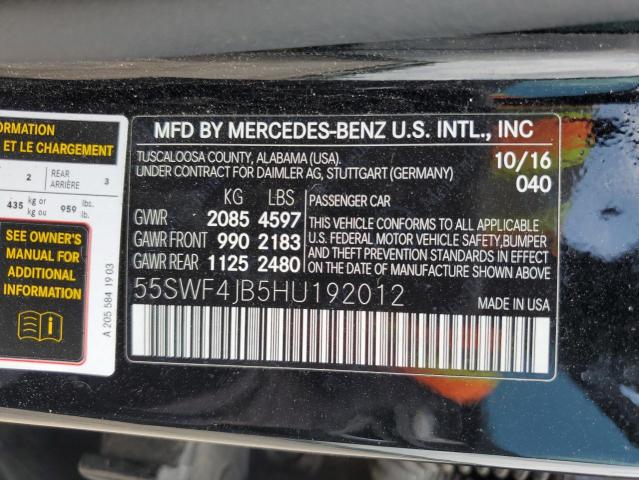 ORMATION
ET LE CHARGEMENT
2 REAR ARRIÈRE 3
435 kg or kg ou 959 lbs. lb.
SEE OWNER'S
MANUAL FOR
ADDITIONAL
INFORMATION
A 205 584 19 03
MFD BY MERCEDES-BENZ U.S. INTL., INC
TUSCALOOSA COUNTY, ALABAMA (USA). 10/16
UNDER CONTRACT FOR DAIMLER AG, STUTTGART (GERMANY) 040
KG LBS
GVWR 2085 4597
GAWR FRONT 990 2183
GAWR REAR 1125 2480
PASSENGER CAR
THIS VEHICLE CONFORMS TO ALL APPLICABLE
U.S. FEDERAL MOTOR VEHICLE SAFETY,BUMPER
AND THEFT PREVENTION STANDARDS IN EFFECT
ON THE DATE OF MANUFACTURE SHOWN ABOVE.
55SWF4JB5HU192012
MADE IN USA